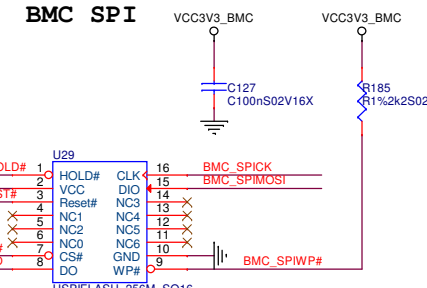 BMC SPI
VCC3V3_BMC
VCC3V3_BMC
C127
C100nS02V16X
R185
R1%2k2S02
U29
1 HOLD# CLK 16 BMC_SPICK
2 VCC DIO 15 BMC_SPIMOSI
3 Reset# NC3 14
4 NC1 NC4 13
5 NC2 NC5 12
6 NC0 NC6 11
7 CS# GND 10
8 DO WP# 9 BMC_SPIWP#